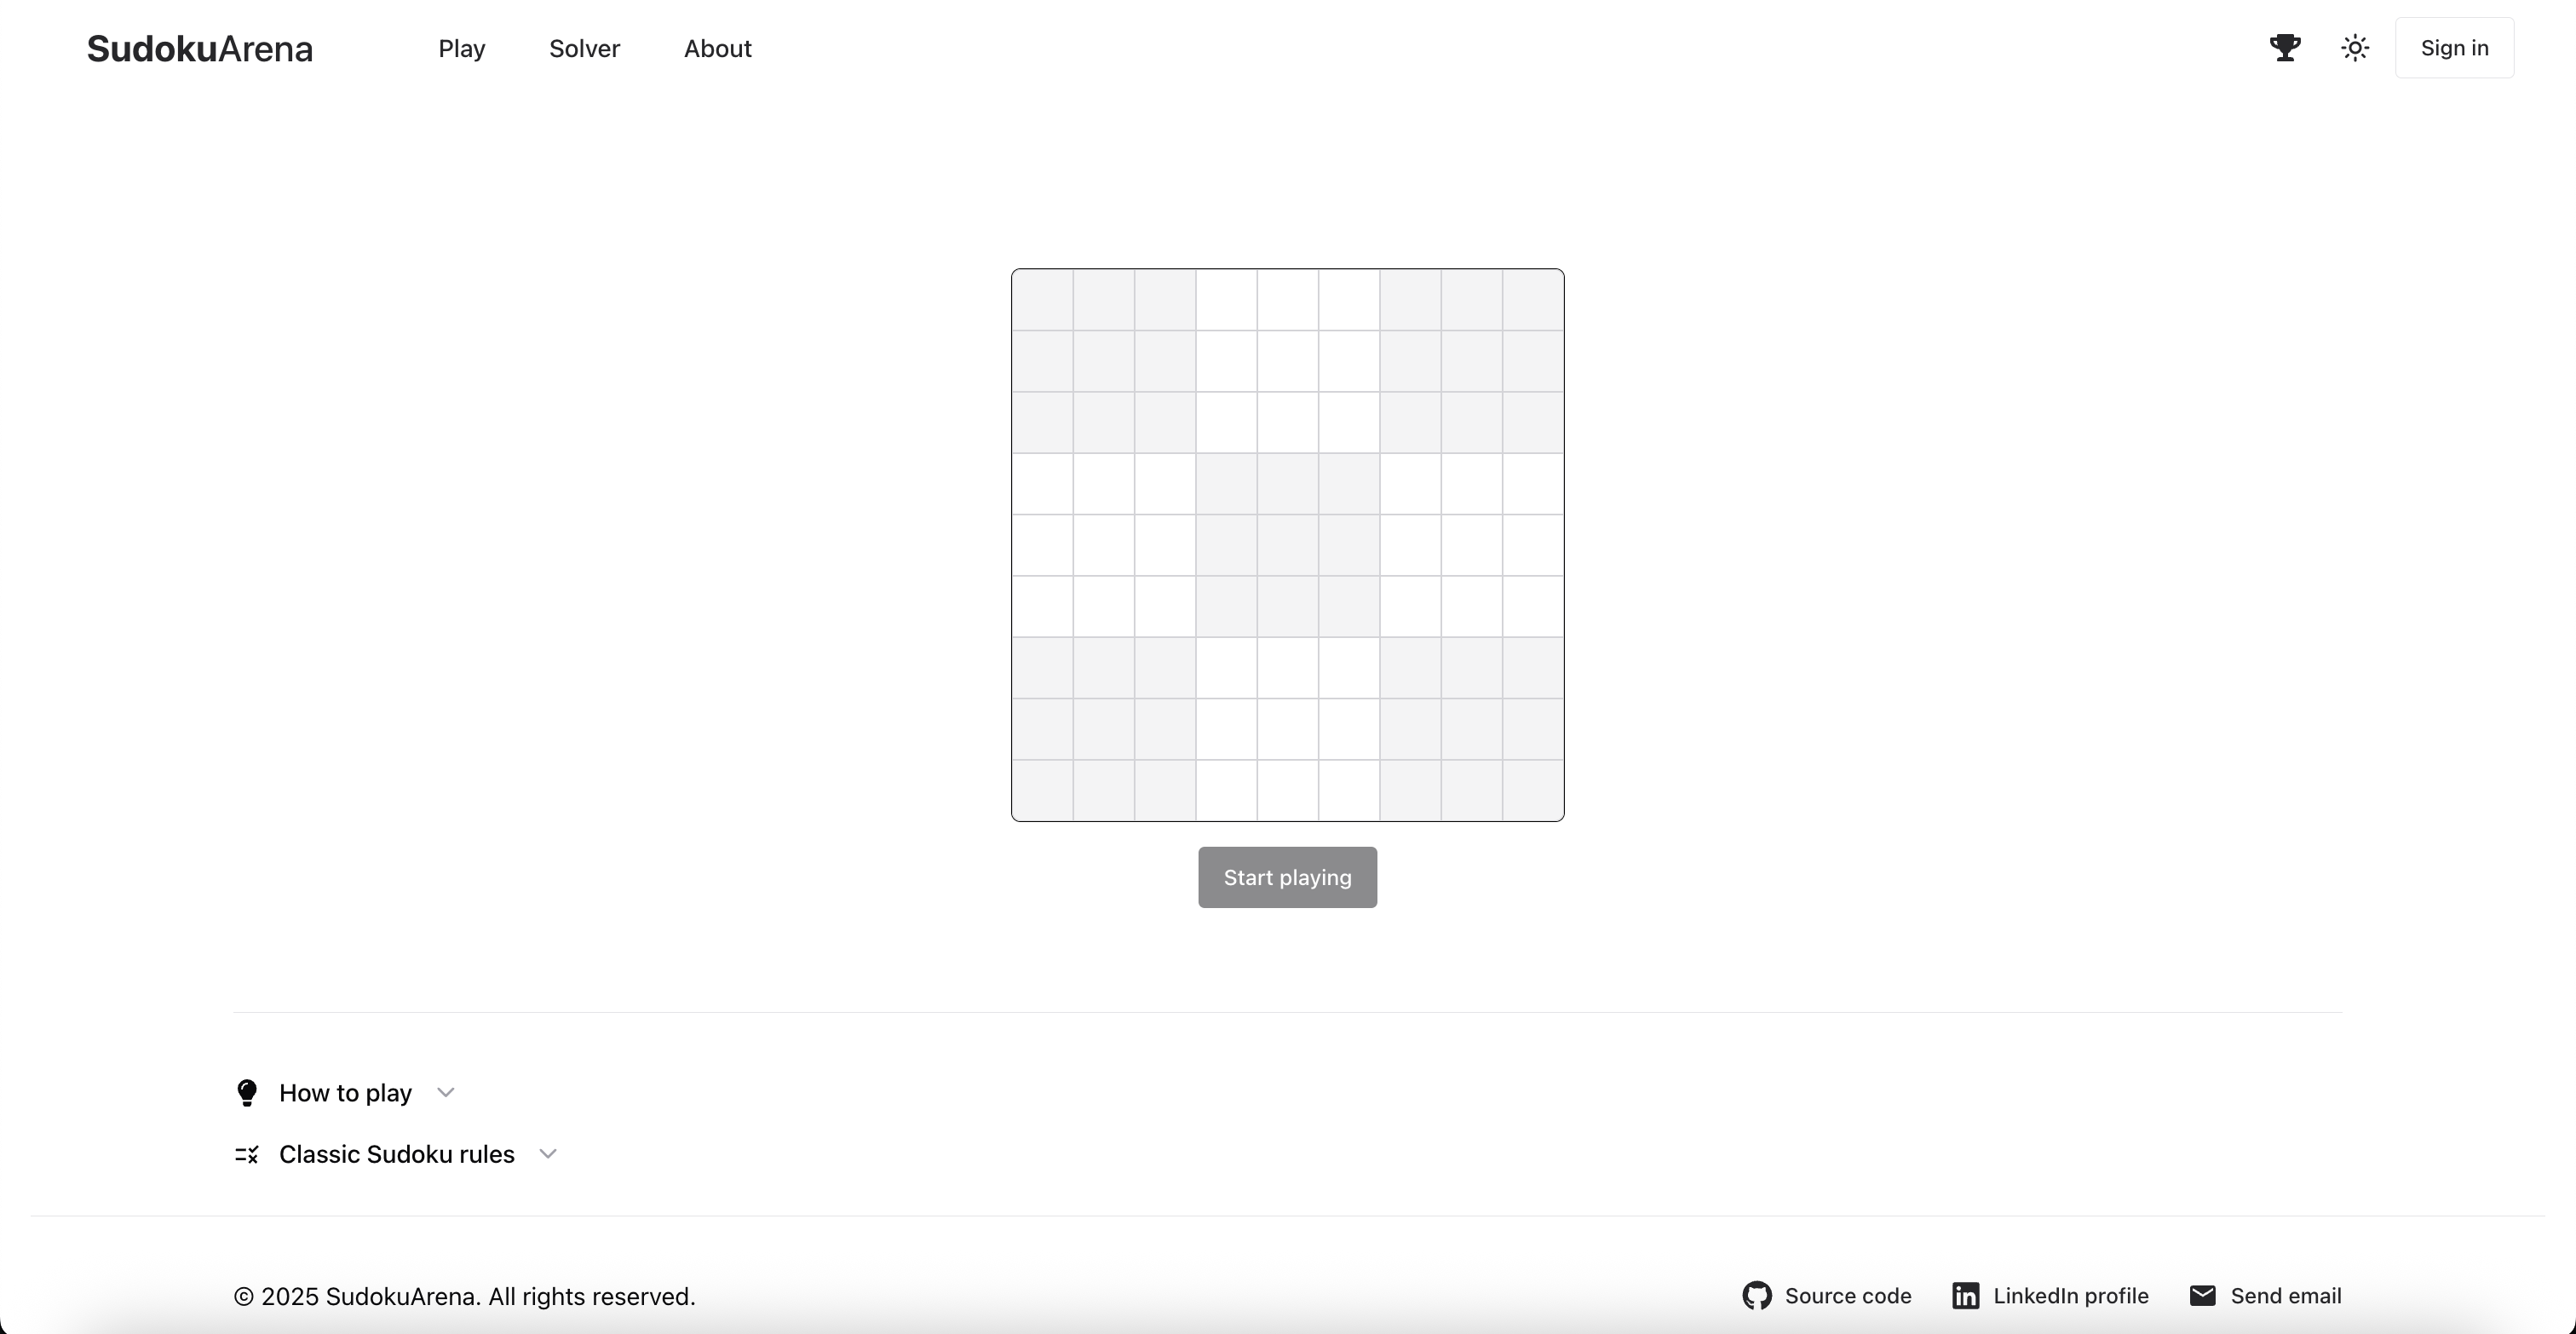 SudokuArena Play Solver About Sign in
Start playing
How to play
Classic Sudoku rules
© 2025 SudokuArena. All rights reserved. Source code LinkedIn profile Send email